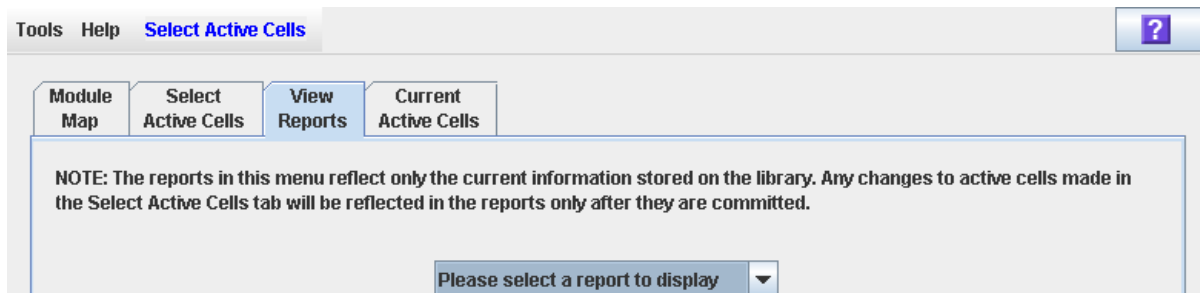 Tools Help Select Active Cells ?
Module Map
Select Active Cells
View Reports
Current Active Cells
NOTE: The reports in this menu reflect only the current information stored on the library. Any changes to active cells made in
the Select Active Cells tab will be reflected in the reports only after they are committed.
Please select a report to display